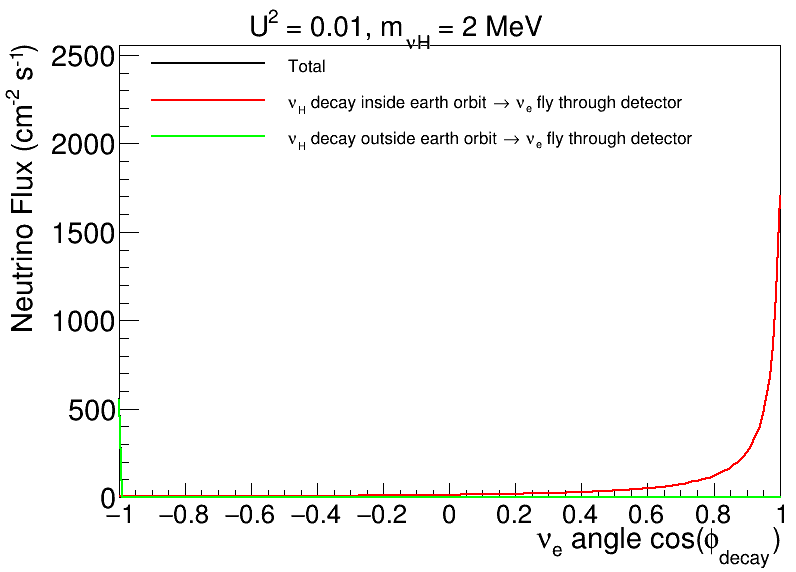 U² = 0.01, m_νH = 2 MeV
Neutrino Flux (cm⁻² s⁻¹)
Total
ν_H decay inside earth orbit → ν_e fly through detector
ν_H decay outside earth orbit → ν_e fly through detector
2500
2000
1500
1000
500
0
−1 −0.8 −0.6 −0.4 −0.2 0 0.2 0.4 0.6 0.8 1
ν_e angle cos(ϕ_decay)